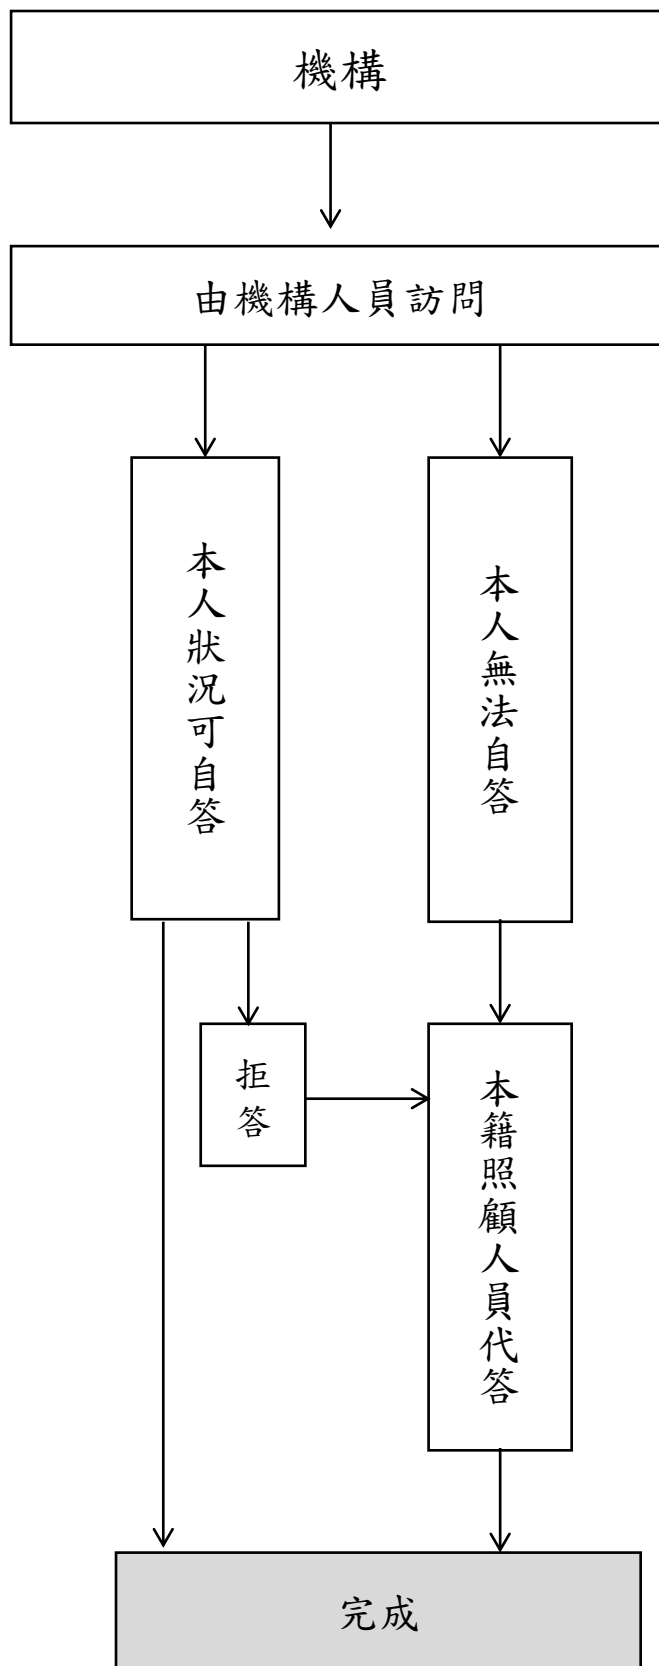 機構
由機構人員訪問
本人狀況可自答
本人無法自答
拒答
本籍照顧人員代答
完成